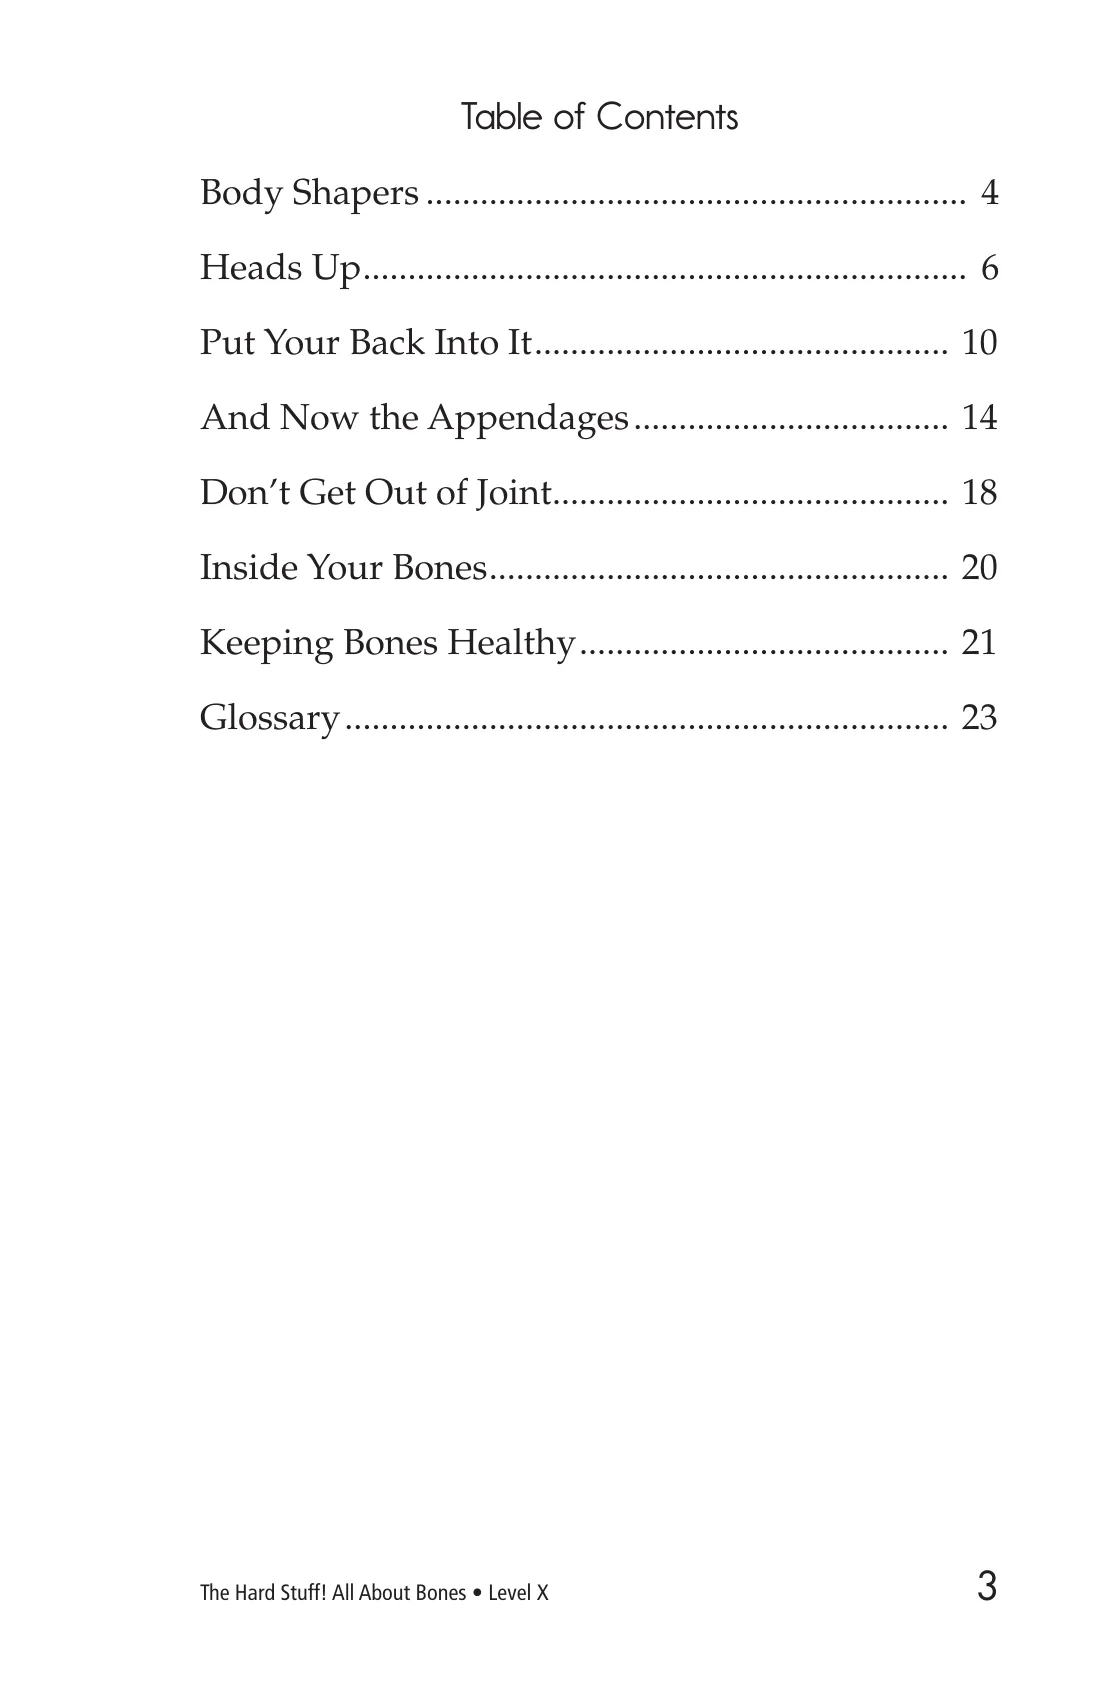 Table of Contents
Body Shapers ............................................................ 4
Heads Up................................................................... 6
Put Your Back Into It.............................................. 10
And Now the Appendages................................... 14
Don’t Get Out of Joint............................................ 18
Inside Your Bones................................................... 20
Keeping Bones Healthy......................................... 21
Glossary................................................................... 23
The Hard Stuff! All About Bones • Level X
3